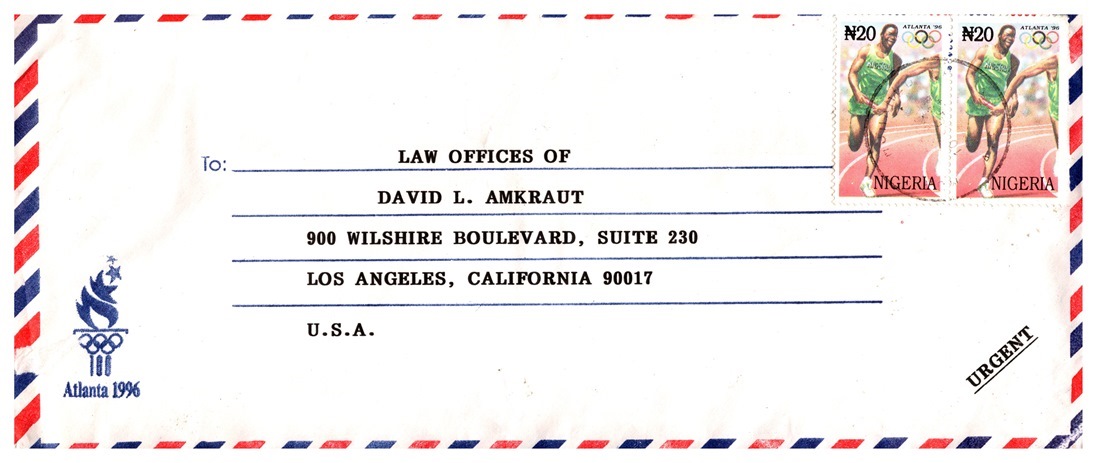 ₦20
ATLANTA '96
NIGERIA
₦20
ATLANTA '96
NIGERIA
To:
LAW OFFICES OF
DAVID L. AMKRAUT
900 WILSHIRE BOULEVARD, SUITE 230
LOS ANGELES, CALIFORNIA 90017
U.S.A.
Atlanta 1996
URGENT